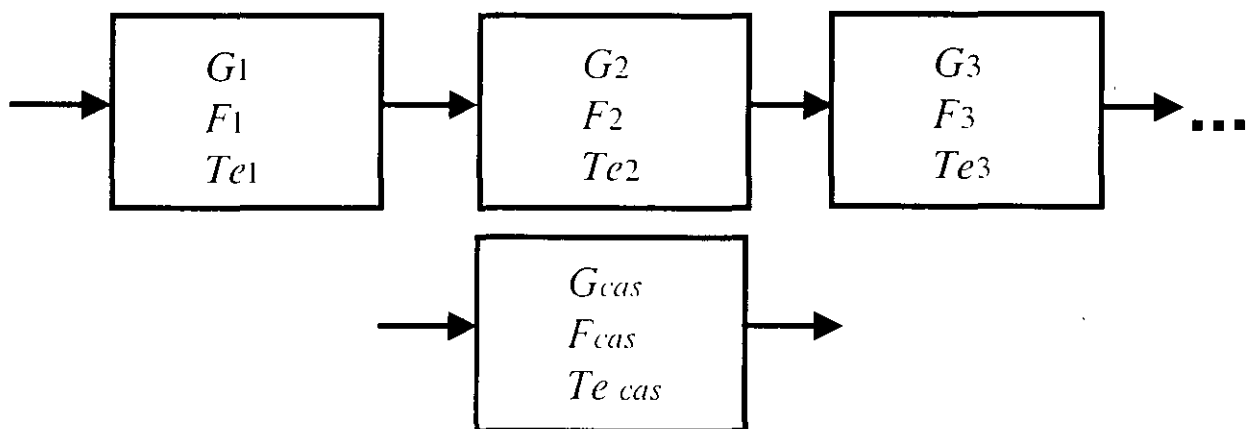 G1
F1
Te1
G2
F2
Te2
G3
F3
Te3
...
Gcas
Fcas
Te cas